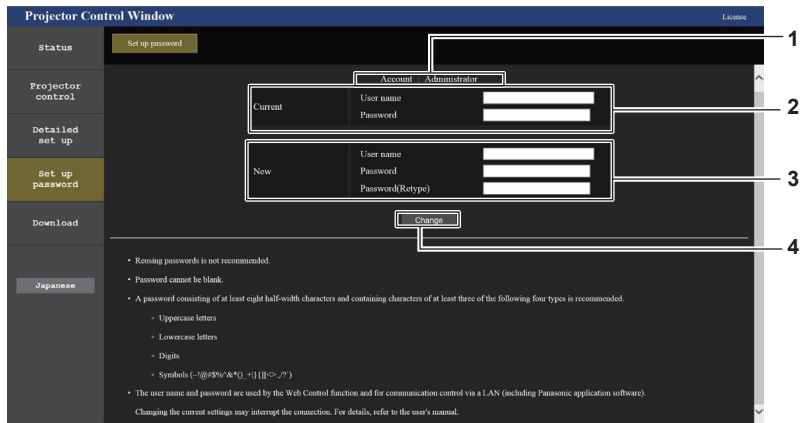 Projector Control Window
License
Status
Set up password
1
Projector
control
Account : Administrator
Current
User name
Password
2
Detailed
set up
Set up
password
New
User name
Password
Password(Retype)
3
Download
Change
4
Japanese
• Reusing passwords is not recommended.
• Password cannot be blank.
• A password consisting of at least eight half-width characters and containing characters of at least three of the following four types is recommended.
Uppercase letters
Lowercase letters
Digits
Symbols (~!@#$%^&*()_+|}{][<>.,/?`)
• The user name and password are used by the Web Control function and for communication control via a LAN (including Panasonic application software).
Changing the current settings may interrupt the connection. For details, refer to the user's manual.